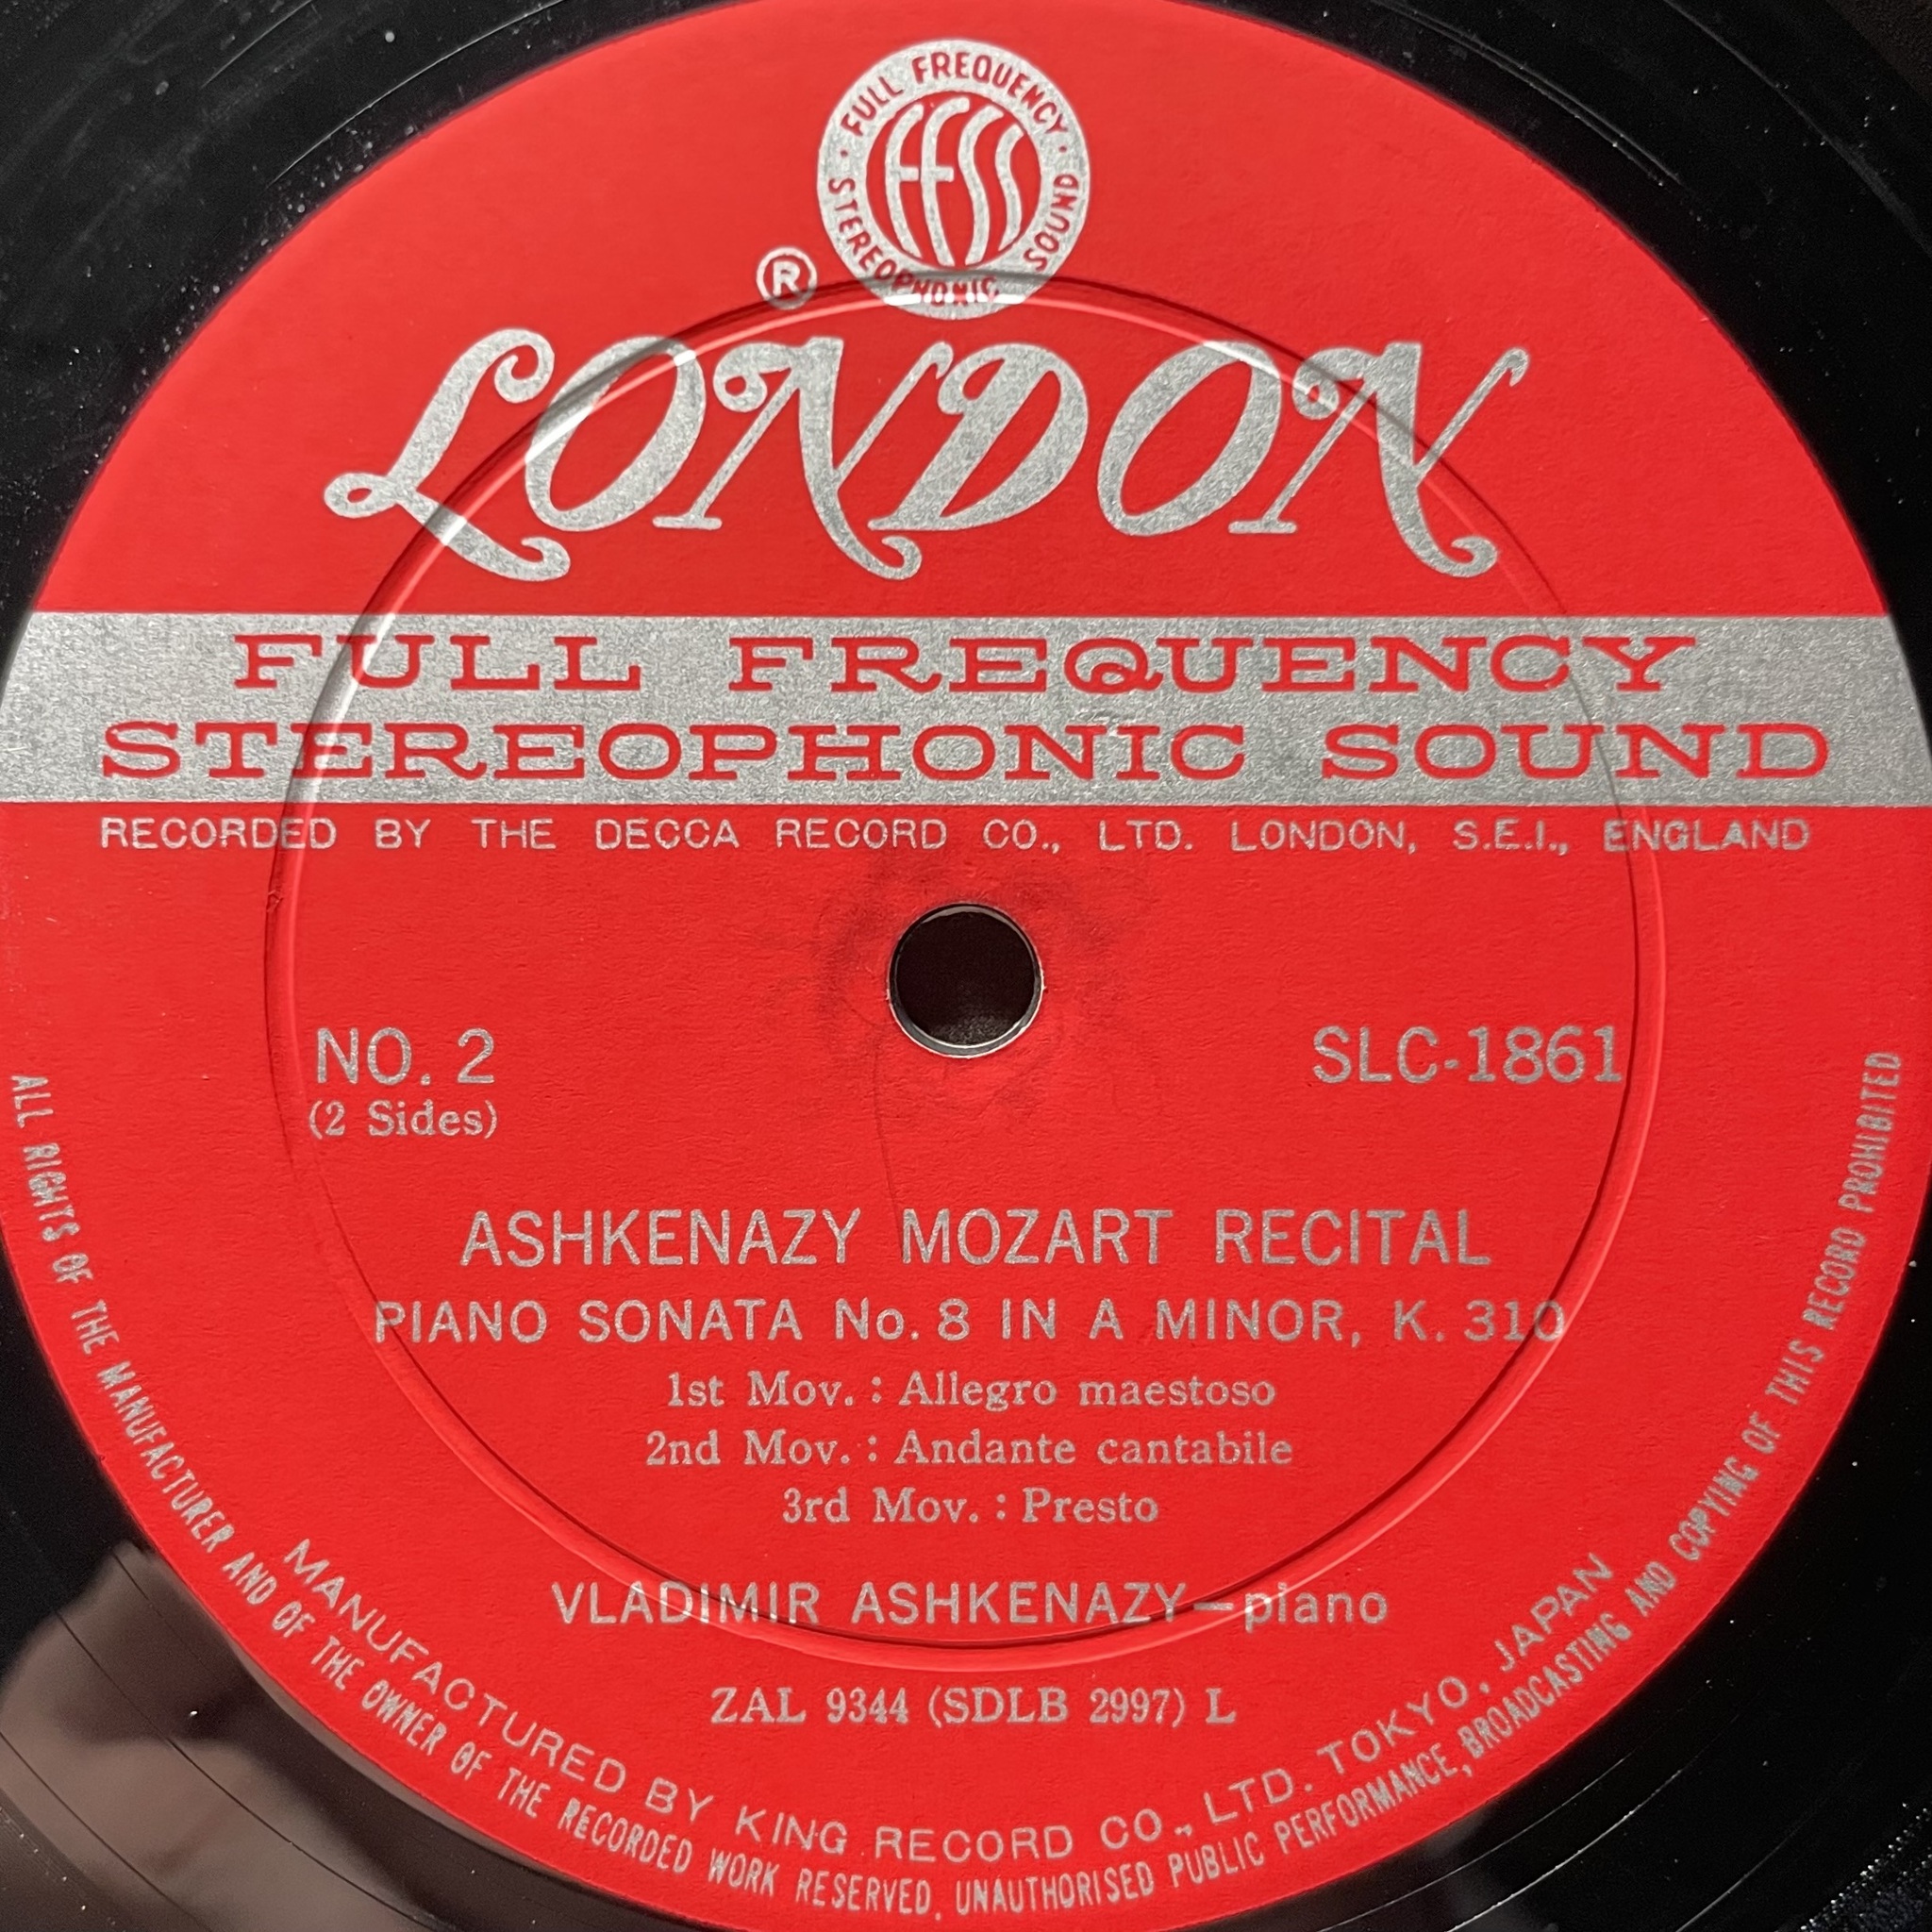 · FULL FREQUENCY ·
STEREOPHONIC SOUND
FFSS
®
LONDON
FULL FREQUENCY
STEREOPHONIC SOUND
RECORDED BY THE DECCA RECORD CO., LTD. LONDON, S.E.I., ENGLAND
NO. 2
(2 Sides)
SLC-1861
ASHKENAZY MOZART RECITAL
PIANO SONATA No. 8 IN A MINOR, K. 310
1st Mov. : Allegro maestoso
2nd Mov. : Andante cantabile
3rd Mov. : Presto
VLADIMIR ASHKENAZY—piano
ZAL 9344 (SDLB 2997) L
MANUFACTURED BY KING RECORD CO., LTD. TOKYO, JAPAN
ALL RIGHTS OF THE MANUFACTURER AND OF THE OWNER OF THE RECORDED WORK RESERVED, UNAUTHORISED PUBLIC PERFORMANCE, BROADCASTING AND COPYING OF THIS RECORD PROHIBITED